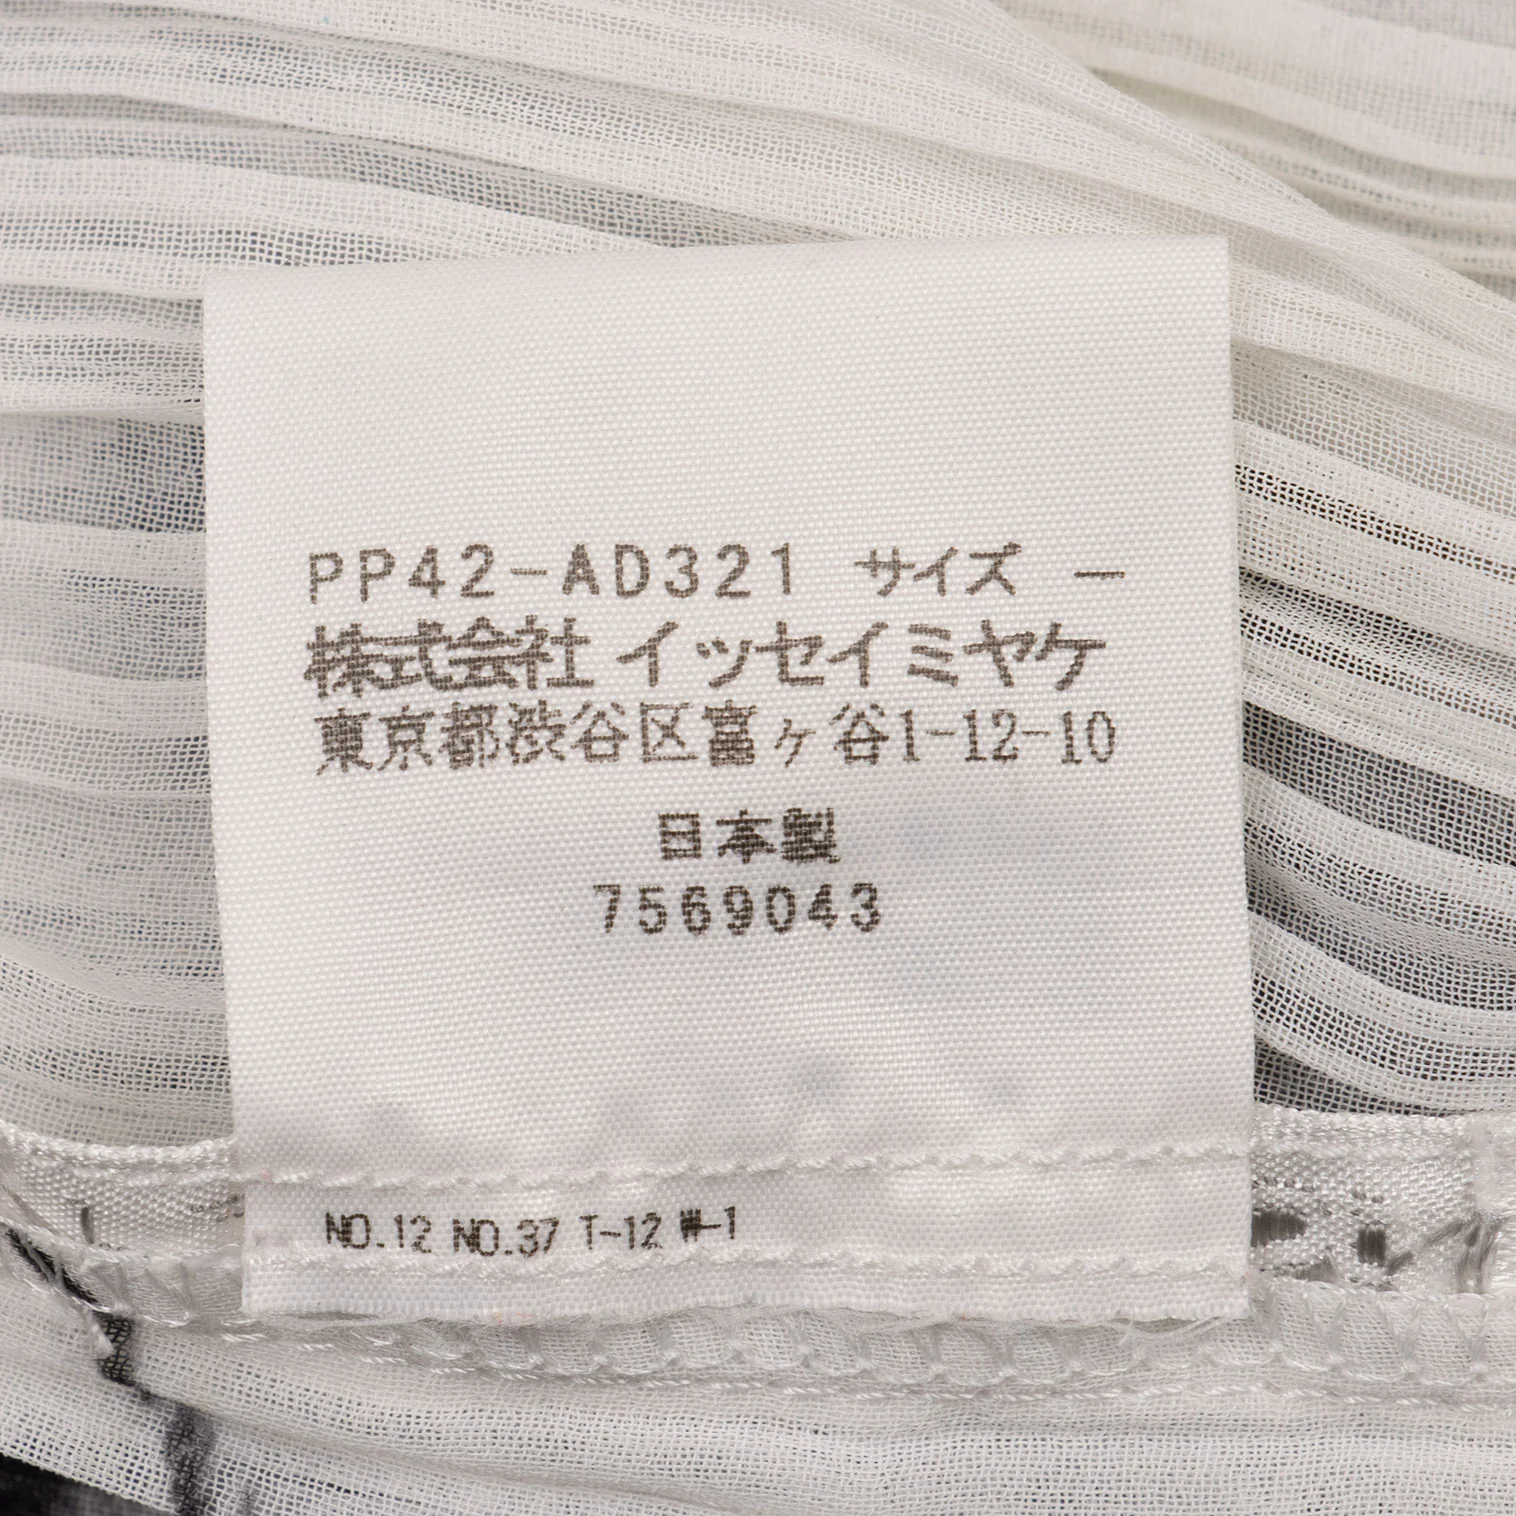 PP42-AD321 サイズ －
株式会社 イッセイミヤケ
東京都渋谷区富ヶ谷1-12-10
日本製
7569043
NO.12 NO.37 T-12 W-1